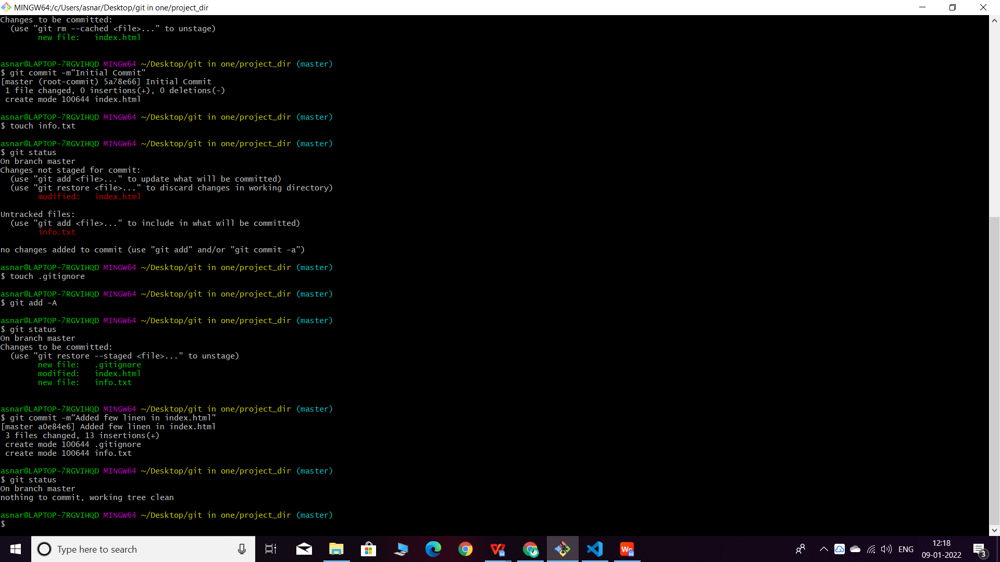 MINGW64:/c/Users/asnar/Desktop/git in one/project_dir
Changes to be committed:
  (use "git rm --cached <file>..." to unstage)
        new file:   index.html

asnar@LAPTOP-7RGVIHQD MINGW64 ~/Desktop/git in one/project_dir (master)
$ git commit -m"Initial Commit"
[master (root-commit) 5a78e66] Initial Commit
 1 file changed, 0 insertions(+), 0 deletions(-)
 create mode 100644 index.html

asnar@LAPTOP-7RGVIHQD MINGW64 ~/Desktop/git in one/project_dir (master)
$ touch info.txt

asnar@LAPTOP-7RGVIHQD MINGW64 ~/Desktop/git in one/project_dir (master)
$ git status
On branch master
Changes not staged for commit:
  (use "git add <file>..." to update what will be committed)
  (use "git restore <file>..." to discard changes in working directory)
        modified:   index.html

Untracked files:
  (use "git add <file>..." to include in what will be committed)
        info.txt

no changes added to commit (use "git add" and/or "git commit -a")

asnar@LAPTOP-7RGVIHQD MINGW64 ~/Desktop/git in one/project_dir (master)
$ touch .gitignore

asnar@LAPTOP-7RGVIHQD MINGW64 ~/Desktop/git in one/project_dir (master)
$ git add -A

asnar@LAPTOP-7RGVIHQD MINGW64 ~/Desktop/git in one/project_dir (master)
$ git status
On branch master
Changes to be committed:
  (use "git restore --staged <file>..." to unstage)
        new file:   .gitignore
        modified:   index.html
        new file:   info.txt

asnar@LAPTOP-7RGVIHQD MINGW64 ~/Desktop/git in one/project_dir (master)
$ git commit -m"Added few linen in index.html"
[master a0e84e6] Added few linen in index.html
 3 files changed, 13 insertions(+)
 create mode 100644 .gitignore
 create mode 100644 info.txt

asnar@LAPTOP-7RGVIHQD MINGW64 ~/Desktop/git in one/project_dir (master)
$ git status
On branch master
nothing to commit, working tree clean

asnar@LAPTOP-7RGVIHQD MINGW64 ~/Desktop/git in one/project_dir (master)
$
Type here to search
ENG
12:18
09-01-2022
3